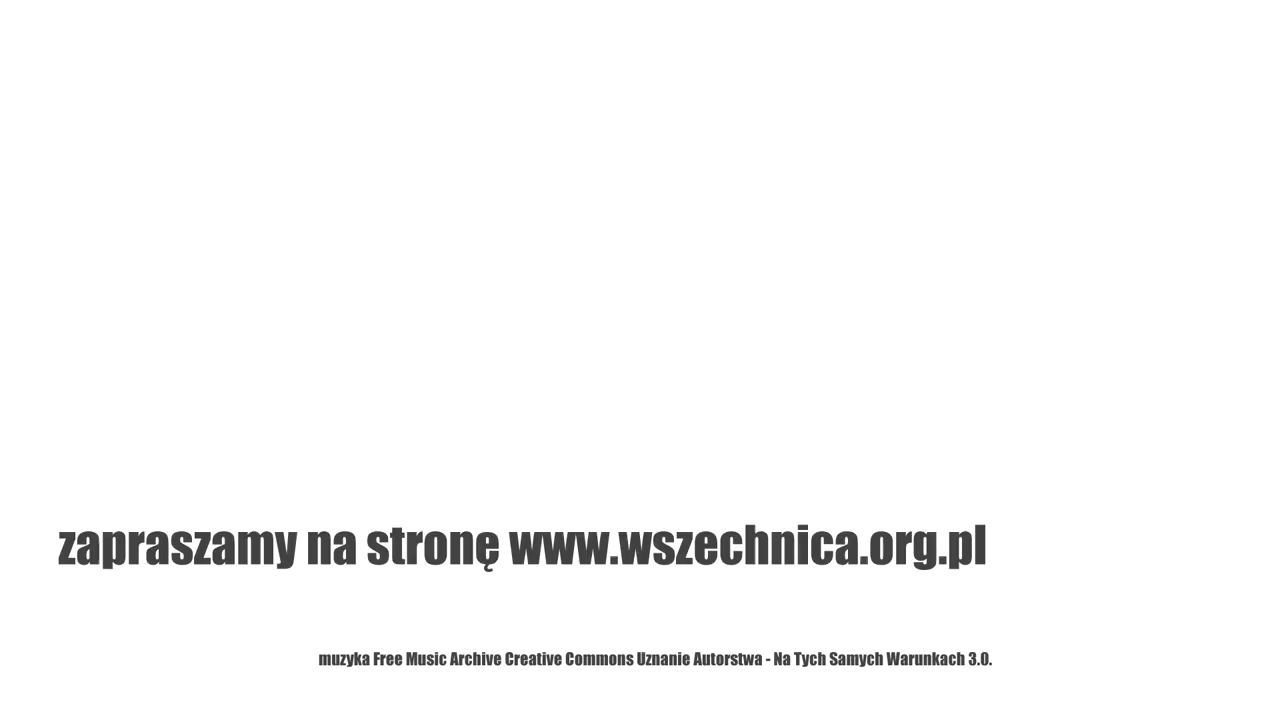 zapraszamy na stronę www.wszechnica.org.pl
muzyka Free Music Archive Creative Commons Uznanie Autorstwa - Na Tych Samych Warunkach 3.0.